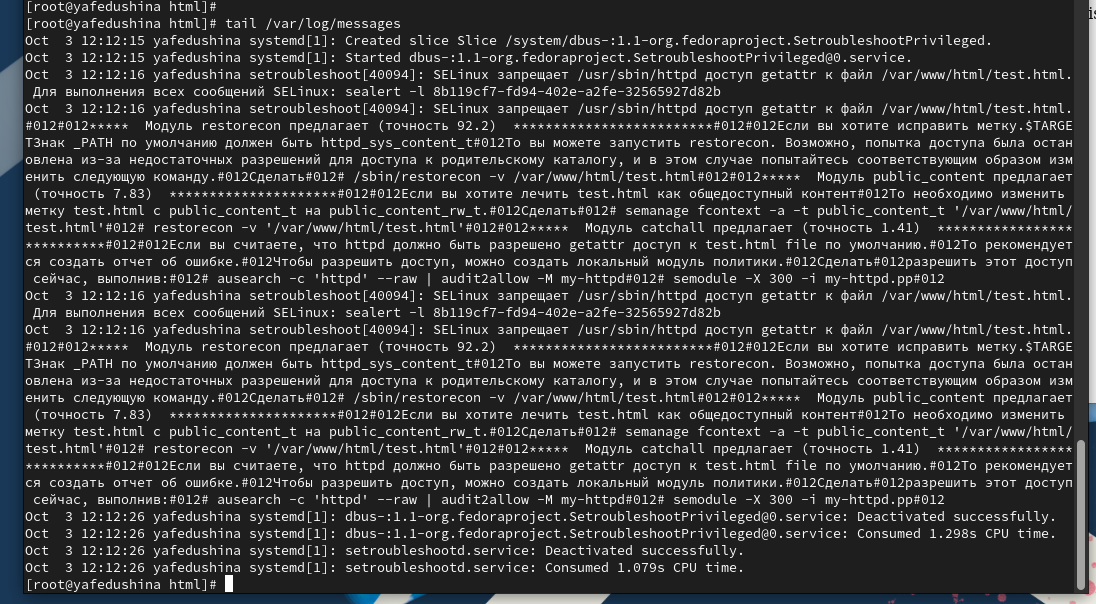 [root@yafedushina html]#
[root@yafedushina html]# tail /var/log/messages
Oct  3 12:12:15 yafedushina systemd[1]: Created slice Slice /system/dbus-:1.1-org.fedoraproject.SetroubleshootPrivileged.
Oct  3 12:12:15 yafedushina systemd[1]: Started dbus-:1.1-org.fedoraproject.SetroubleshootPrivileged@0.service.
Oct  3 12:12:16 yafedushina setroubleshoot[40094]: SELinux запрещает /usr/sbin/httpd доступ getattr к файл /var/www/html/test.html.
 Для выполнения всех сообщений SELinux: sealert -l 8b119cf7-fd94-402e-a2fe-32565927d82b
Oct  3 12:12:16 yafedushina setroubleshoot[40094]: SELinux запрещает /usr/sbin/httpd доступ getattr к файл /var/www/html/test.html.
#012#012*****  Модуль restorecon предлагает (точность 92.2)  *************************#012#012Если вы хотите исправить метку.$TARGE
TЗнак _PATH по умолчанию должен быть httpd_sys_content_t#012То вы можете запустить restorecon. Возможно, попытка доступа была остан
овлена из-за недостаточных разрешений для доступа к родительскому каталогу, и в этом случае попытайтесь соответствующим образом изм
енить следующую команду.#012Сделать#012# /sbin/restorecon -v /var/www/html/test.html#012#012*****  Модуль public_content предлагает
 (точность 7.83)  *********************#012#012Если вы хотите лечить test.html как общедоступный контент#012То необходимо изменить
метку test.html с public_content_t на public_content_rw_t.#012Сделать#012# semanage fcontext -a -t public_content_t '/var/www/html/
test.html'#012# restorecon -v '/var/www/html/test.html'#012#012*****  Модуль catchall предлагает (точность 1.41)  *****************
**********#012#012Если вы считаете, что httpd должно быть разрешено getattr доступ к test.html file по умолчанию.#012То рекомендует
ся создать отчет об ошибке.#012Чтобы разрешить доступ, можно создать локальный модуль политики.#012Сделать#012разрешить этот доступ
 сейчас, выполнив:#012# ausearch -c 'httpd' --raw | audit2allow -M my-httpd#012# semodule -X 300 -i my-httpd.pp#012
Oct  3 12:12:16 yafedushina setroubleshoot[40094]: SELinux запрещает /usr/sbin/httpd доступ getattr к файл /var/www/html/test.html.
 Для выполнения всех сообщений SELinux: sealert -l 8b119cf7-fd94-402e-a2fe-32565927d82b
Oct  3 12:12:16 yafedushina setroubleshoot[40094]: SELinux запрещает /usr/sbin/httpd доступ getattr к файл /var/www/html/test.html.
#012#012*****  Модуль restorecon предлагает (точность 92.2)  *************************#012#012Если вы хотите исправить метку.$TARGE
TЗнак _PATH по умолчанию должен быть httpd_sys_content_t#012То вы можете запустить restorecon. Возможно, попытка доступа была остан
овлена из-за недостаточных разрешений для доступа к родительскому каталогу, и в этом случае попытайтесь соответствующим образом изм
енить следующую команду.#012Сделать#012# /sbin/restorecon -v /var/www/html/test.html#012#012*****  Модуль public_content предлагает
 (точность 7.83)  *********************#012#012Если вы хотите лечить test.html как общедоступный контент#012То необходимо изменить
метку test.html с public_content_t на public_content_rw_t.#012Сделать#012# semanage fcontext -a -t public_content_t '/var/www/html/
test.html'#012# restorecon -v '/var/www/html/test.html'#012#012*****  Модуль catchall предлагает (точность 1.41)  *****************
**********#012#012Если вы считаете, что httpd должно быть разрешено getattr доступ к test.html file по умолчанию.#012То рекомендует
ся создать отчет об ошибке.#012Чтобы разрешить доступ, можно создать локальный модуль политики.#012Сделать#012разрешить этот доступ
 сейчас, выполнив:#012# ausearch -c 'httpd' --raw | audit2allow -M my-httpd#012# semodule -X 300 -i my-httpd.pp#012
Oct  3 12:12:26 yafedushina systemd[1]: dbus-:1.1-org.fedoraproject.SetroubleshootPrivileged@0.service: Deactivated successfully.
Oct  3 12:12:26 yafedushina systemd[1]: dbus-:1.1-org.fedoraproject.SetroubleshootPrivileged@0.service: Consumed 1.298s CPU time.
Oct  3 12:12:26 yafedushina systemd[1]: setroubleshootd.service: Deactivated successfully.
Oct  3 12:12:26 yafedushina systemd[1]: setroubleshootd.service: Consumed 1.079s CPU time.
[root@yafedushina html]#